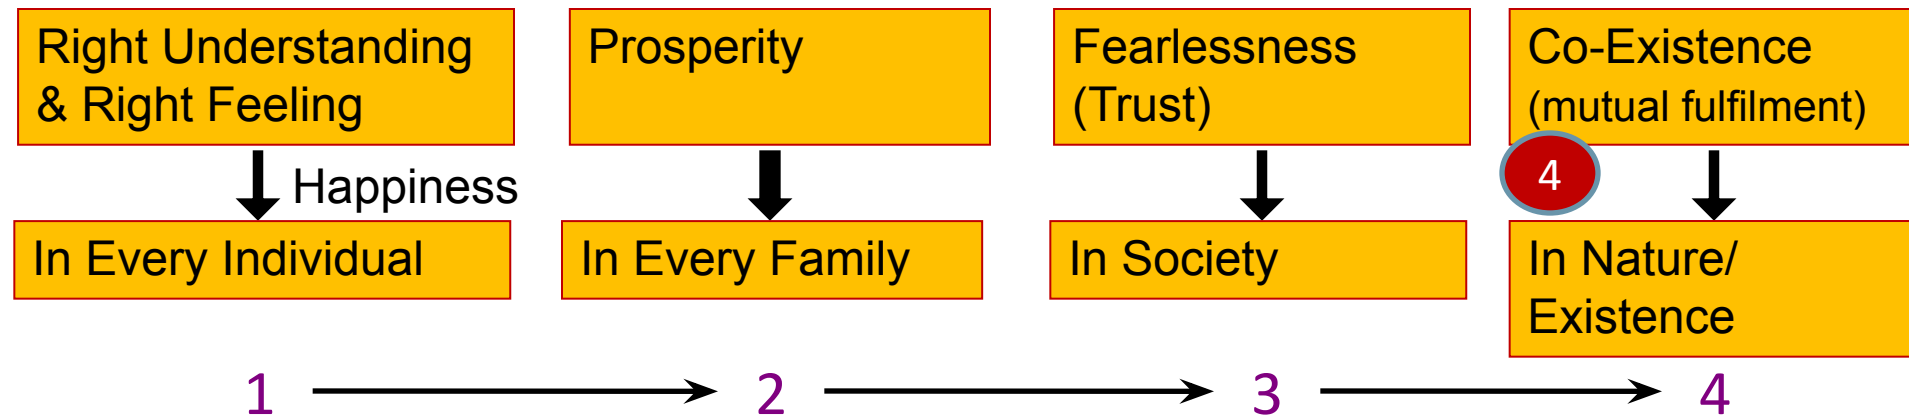 Right Understanding
& Right Feeling
Prosperity
Fearlessness
(Trust)
Co-Existence
(mutual fulfilment)
Happiness
4
In Every Individual
In Every Family
In Society
In Nature/
Existence
1
2
3
4